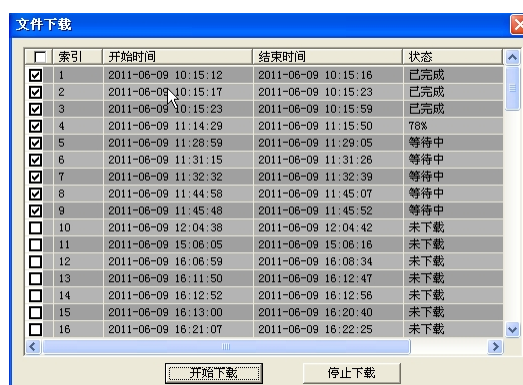 文件下载
索引 开始时间 结束时间 状态
1 2011-06-09 10:15:12 2011-06-09 10:15:16 已完成
2 2011-06-09 10:15:17 2011-06-09 10:15:23 已完成
3 2011-06-09 10:15:23 2011-06-09 10:15:59 已完成
4 2011-06-09 11:14:29 2011-06-09 11:15:50 78%
5 2011-06-09 11:28:59 2011-06-09 11:29:05 等待中
6 2011-06-09 11:31:15 2011-06-09 11:31:26 等待中
7 2011-06-09 11:32:32 2011-06-09 11:32:39 等待中
8 2011-06-09 11:44:58 2011-06-09 11:45:07 等待中
9 2011-06-09 11:45:48 2011-06-09 11:45:52 等待中
10 2011-06-09 12:04:38 2011-06-09 12:04:42 未下载
11 2011-06-09 15:06:05 2011-06-09 15:06:16 未下载
12 2011-06-09 16:06:59 2011-06-09 16:08:34 未下载
13 2011-06-09 16:11:50 2011-06-09 16:12:47 未下载
14 2011-06-09 16:12:52 2011-06-09 16:12:56 未下载
15 2011-06-09 16:13:00 2011-06-09 16:20:40 未下载
16 2011-06-09 16:21:07 2011-06-09 16:22:25 未下载
开始下载 停止下载